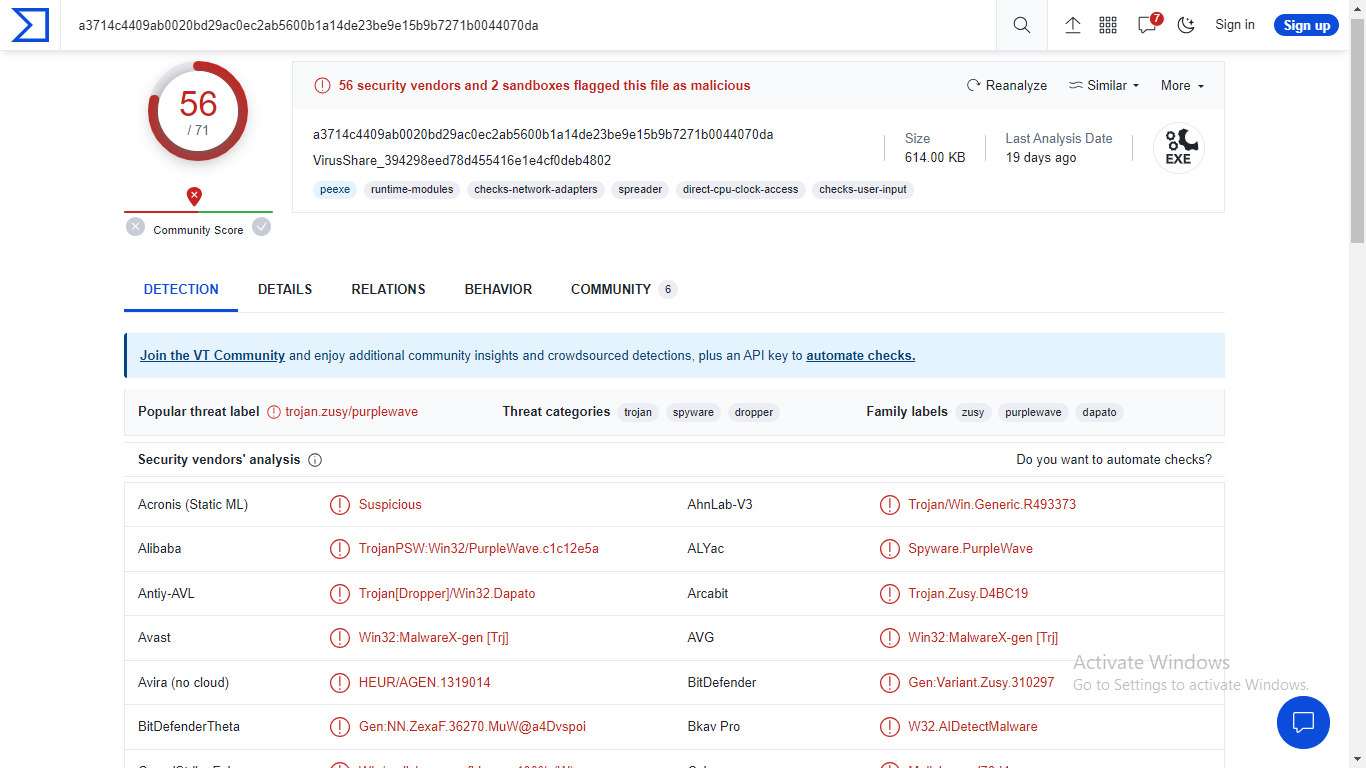 a3714c4409ab0020bd29ac0ec2ab5600b1a14de23be9e15b9b7271b0044070da
7
Sign in
Sign up
56
/ 71
Community Score
56 security vendors and 2 sandboxes flagged this file as malicious
Reanalyze
Similar
More
a3714c4409ab0020bd29ac0ec2ab5600b1a14de23be9e15b9b7271b0044070da
VirusShare_394298eed78d455416e1e4cf0deb4802
Size
614.00 KB
Last Analysis Date
19 days ago
EXE
peexe runtime-modules checks-network-adapters spreader direct-cpu-clock-access checks-user-input
DETECTION DETAILS RELATIONS BEHAVIOR COMMUNITY 6
Join the VT Community and enjoy additional community insights and crowdsourced detections, plus an API key to automate checks.
Popular threat label trojan.zusy/purplewave Threat categories trojan spyware dropper Family labels zusy purplewave dapato
Security vendors' analysis Do you want to automate checks?
Acronis (Static ML) Suspicious AhnLab-V3 Trojan/Win.Generic.R493373
Alibaba TrojanPSW:Win32/PurpleWave.c1c12e5a ALYac Spyware.PurpleWave
Antiy-AVL Trojan[Dropper]/Win32.Dapato Arcabit Trojan.Zusy.D4BC19
Avast Win32:MalwareX-gen [Trj] AVG Win32:MalwareX-gen [Trj]
Avira (no cloud) HEUR/AGEN.1319014 BitDefender Gen:Variant.Zusy.310297
BitDefenderTheta Gen:NN.ZexaF.36270.MuW@a4Dvspoi Bkav Pro W32.AIDetectMalware
Activate Windows
Go to Settings to activate Windows.